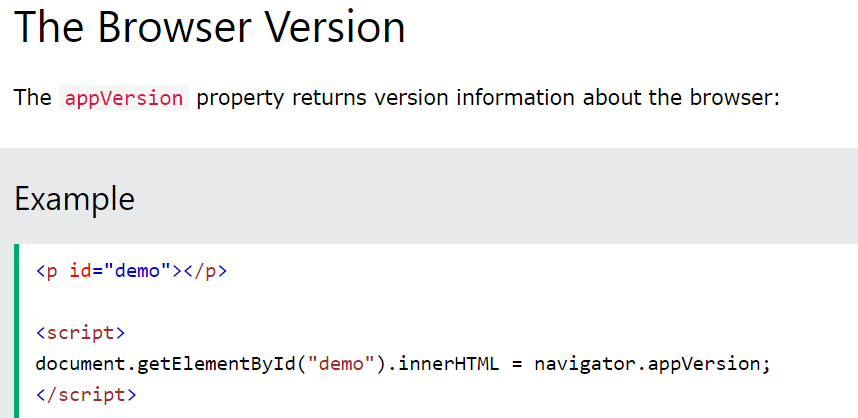 The Browser Version
The appVersion property returns version information about the browser:
Example
<p id="demo"></p>
<script>
document.getElementById("demo").innerHTML = navigator.appVersion;
</script>